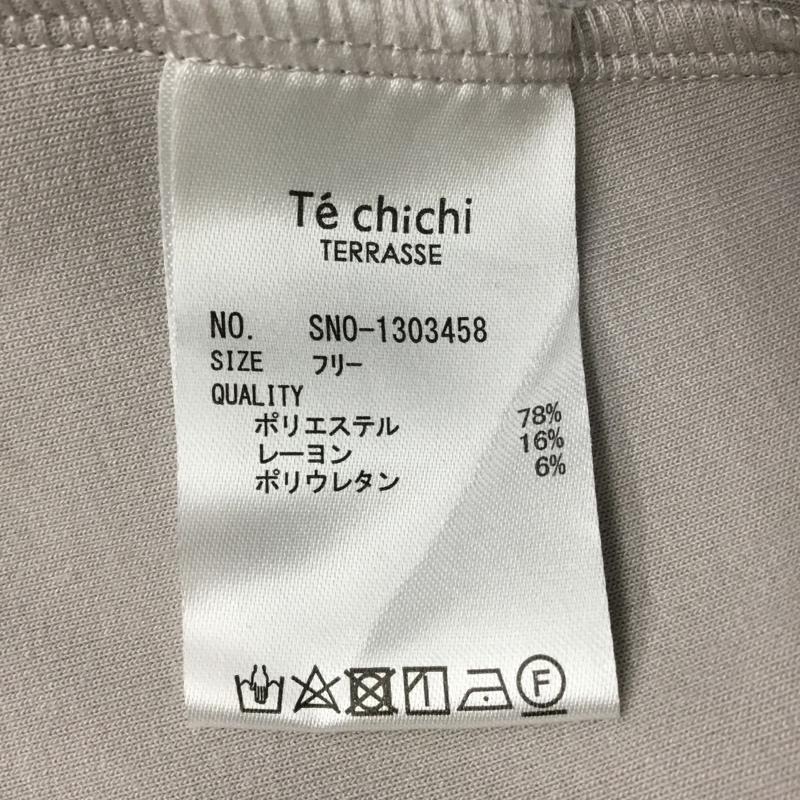 Té chichi
TERRASSE
NO. SNO-1303458
SIZE フリー
QUALITY
ポリエステル 78%
レーヨン 16%
ポリウレタン 6%
F